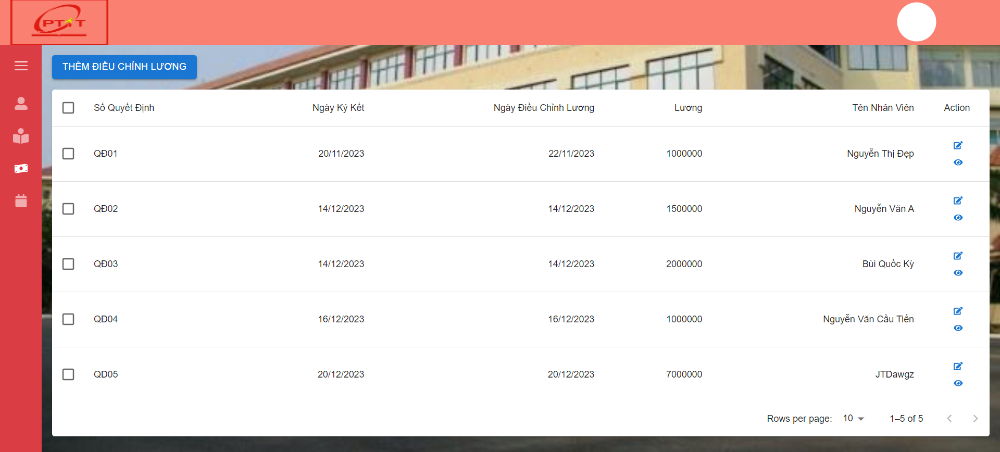 PTIT
THÊM ĐIỀU CHỈNH LƯƠNG
Số Quyết Định Ngày Ký Kết Ngày Điều Chỉnh Lương Lương Tên Nhân Viên Action
QĐ01 20/11/2023 22/11/2023 1000000 Nguyễn Thị Đẹp
QĐ02 14/12/2023 14/12/2023 1500000 Nguyễn Văn A
QĐ03 14/12/2023 14/12/2023 2000000 Bùi Quốc Kỳ
QĐ04 16/12/2023 16/12/2023 1000000 Nguyễn Văn Cầu Tiến
QD05 20/12/2023 20/12/2023 7000000 JTDawgz
Rows per page: 10 1–5 of 5